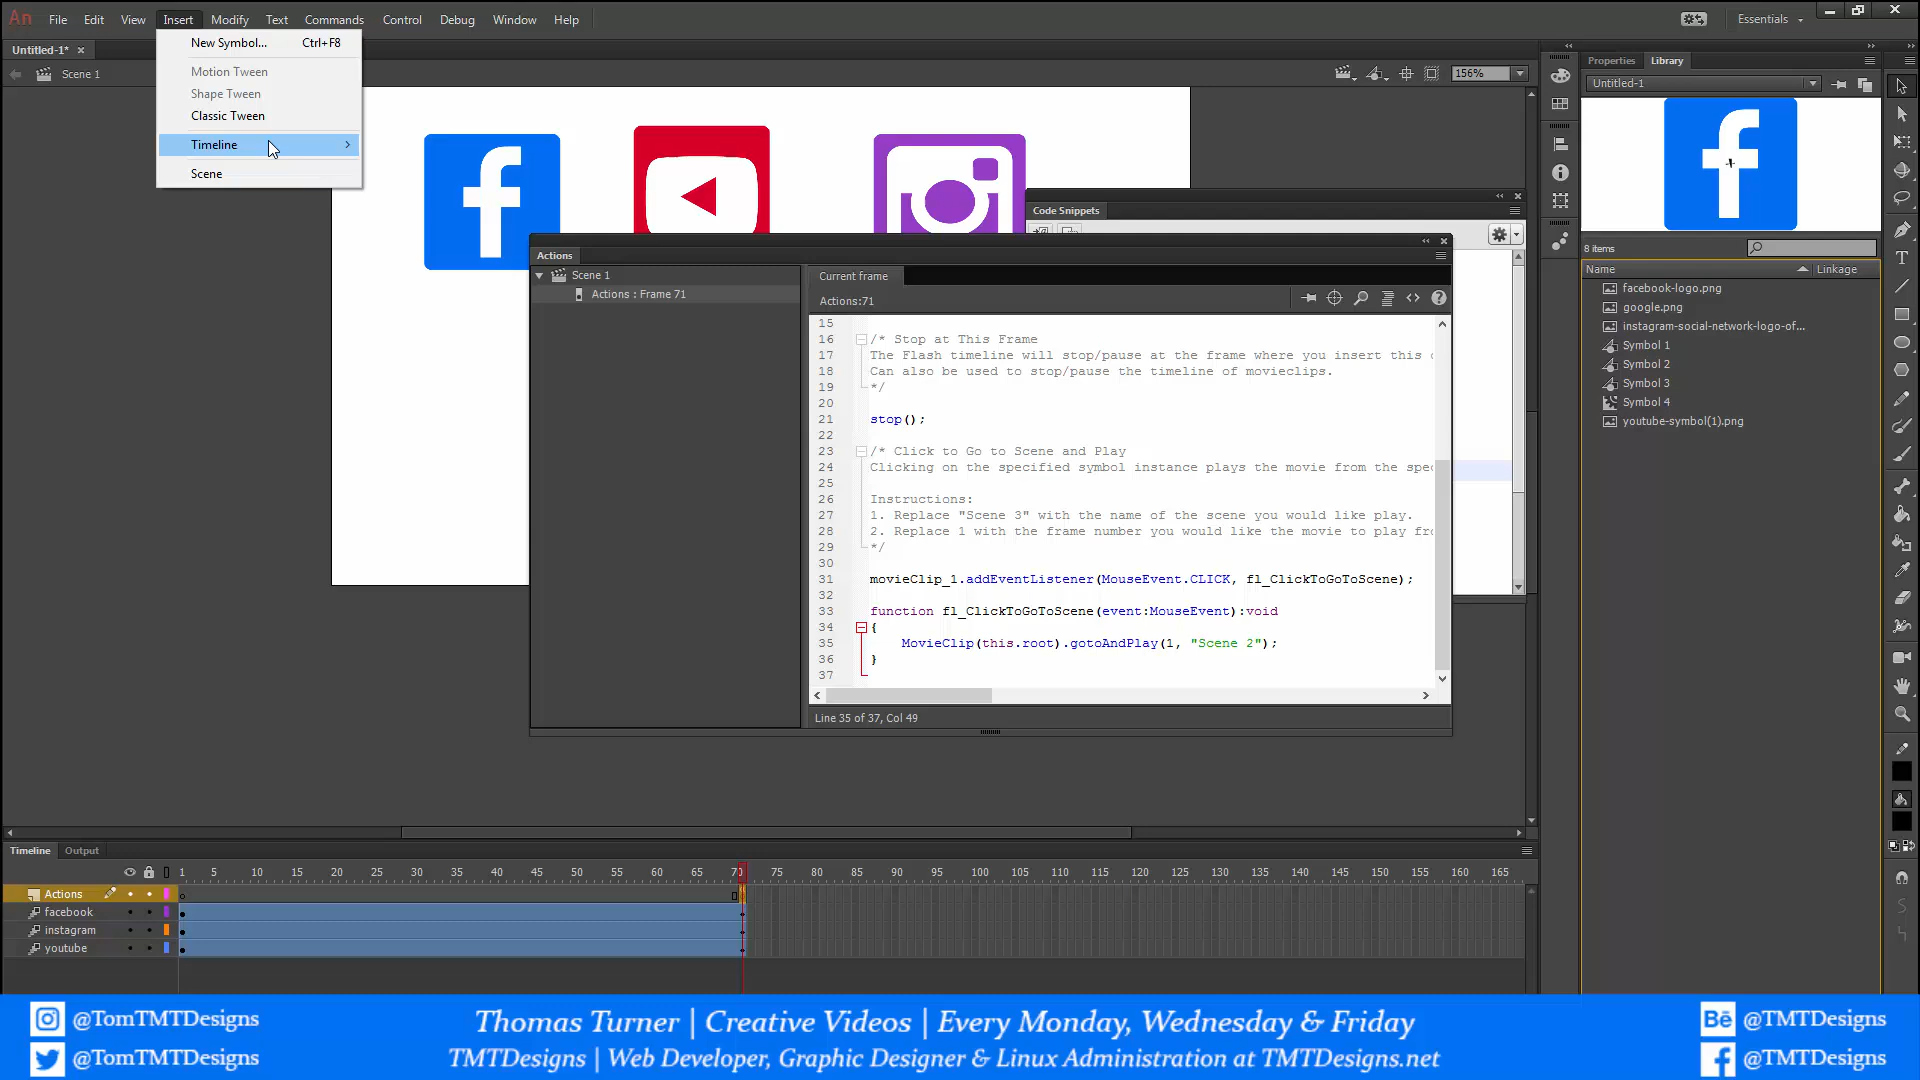 An File Edit View Insert Modify Text Commands Control Debug Window Help Essentials
Untitled-1* ×
Scene 1
156%
New Symbol... Ctrl+F8
Motion Tween
Shape Tween
Classic Tween
Timeline
Scene
Properties Library
Untitled-1
8 items
Name Linkage
facebook-logo.png
google.png
instagram-social-network-logo-of...
Symbol 1
Symbol 2
Symbol 3
Symbol 4
youtube-symbol(1).png
Code Snippets
Actions
Scene 1
Actions : Frame 71
Current frame
Actions:71
15
16 /* Stop at This Frame
17 The Flash timeline will stop/pause at the frame where you insert this
18 Can also be used to stop/pause the timeline of movieclips.
19 */
20
21 stop();
22
23 /* Click to Go to Scene and Play
24 Clicking on the specified symbol instance plays the movie from the spe
25
26 Instructions:
27 1. Replace "Scene 3" with the name of the scene you would like play.
28 2. Replace 1 with the frame number you would like the movie to play fr
29 */
30
31 movieClip_1.addEventListener(MouseEvent.CLICK, fl_ClickToGoToScene);
32
33 function fl_ClickToGoToScene(event:MouseEvent):void
34 {
35 MovieClip(this.root).gotoAndPlay(1, "Scene 2");
36 }
37
Line 35 of 37, Col 49
Timeline Output
1 5 10 15 20 25 30 35 40 45 50 55 60 65 70 75 80 85 90 95 100 105 110 115 120 125 130 135 140 145 150 155 160 165
Actions
facebook
instagram
youtube
@TomTMTDesigns
@TomTMTDesigns
Thomas Turner | Creative Videos | Every Monday, Wednesday & Friday
TMTDesigns | Web Developer, Graphic Designer & Linux Administration at TMTDesigns.net
Bē @TMTDesigns
@TMTDesigns